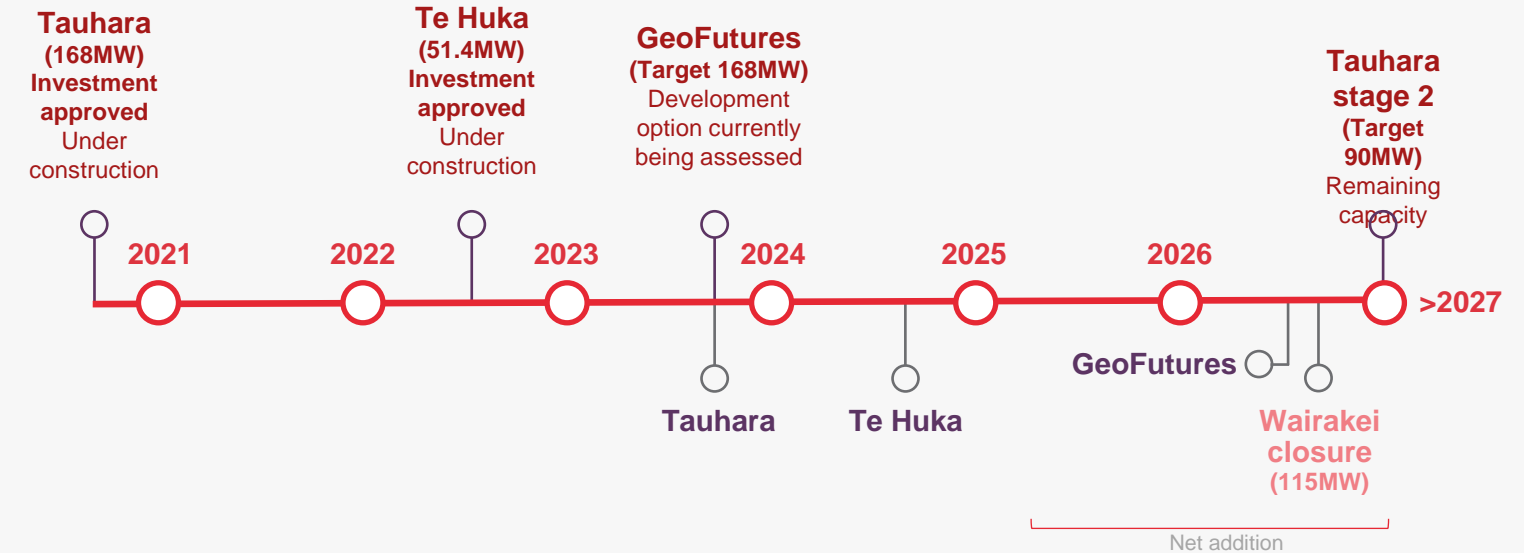 Tauhara
(168MW)
Investment
approved
Under
construction
Te Huka
(51.4MW)
Investment
approved
Under
construction
GeoFutures
(Target 168MW)
Development
option currently
being assessed
Tauhara
stage 2
(Target
90MW)
Remaining
capacity
2021
2022
2023
2024
2025
2026
>2027
Tauhara
Te Huka
GeoFutures
Wairakei
closure
(115MW)
Net addition